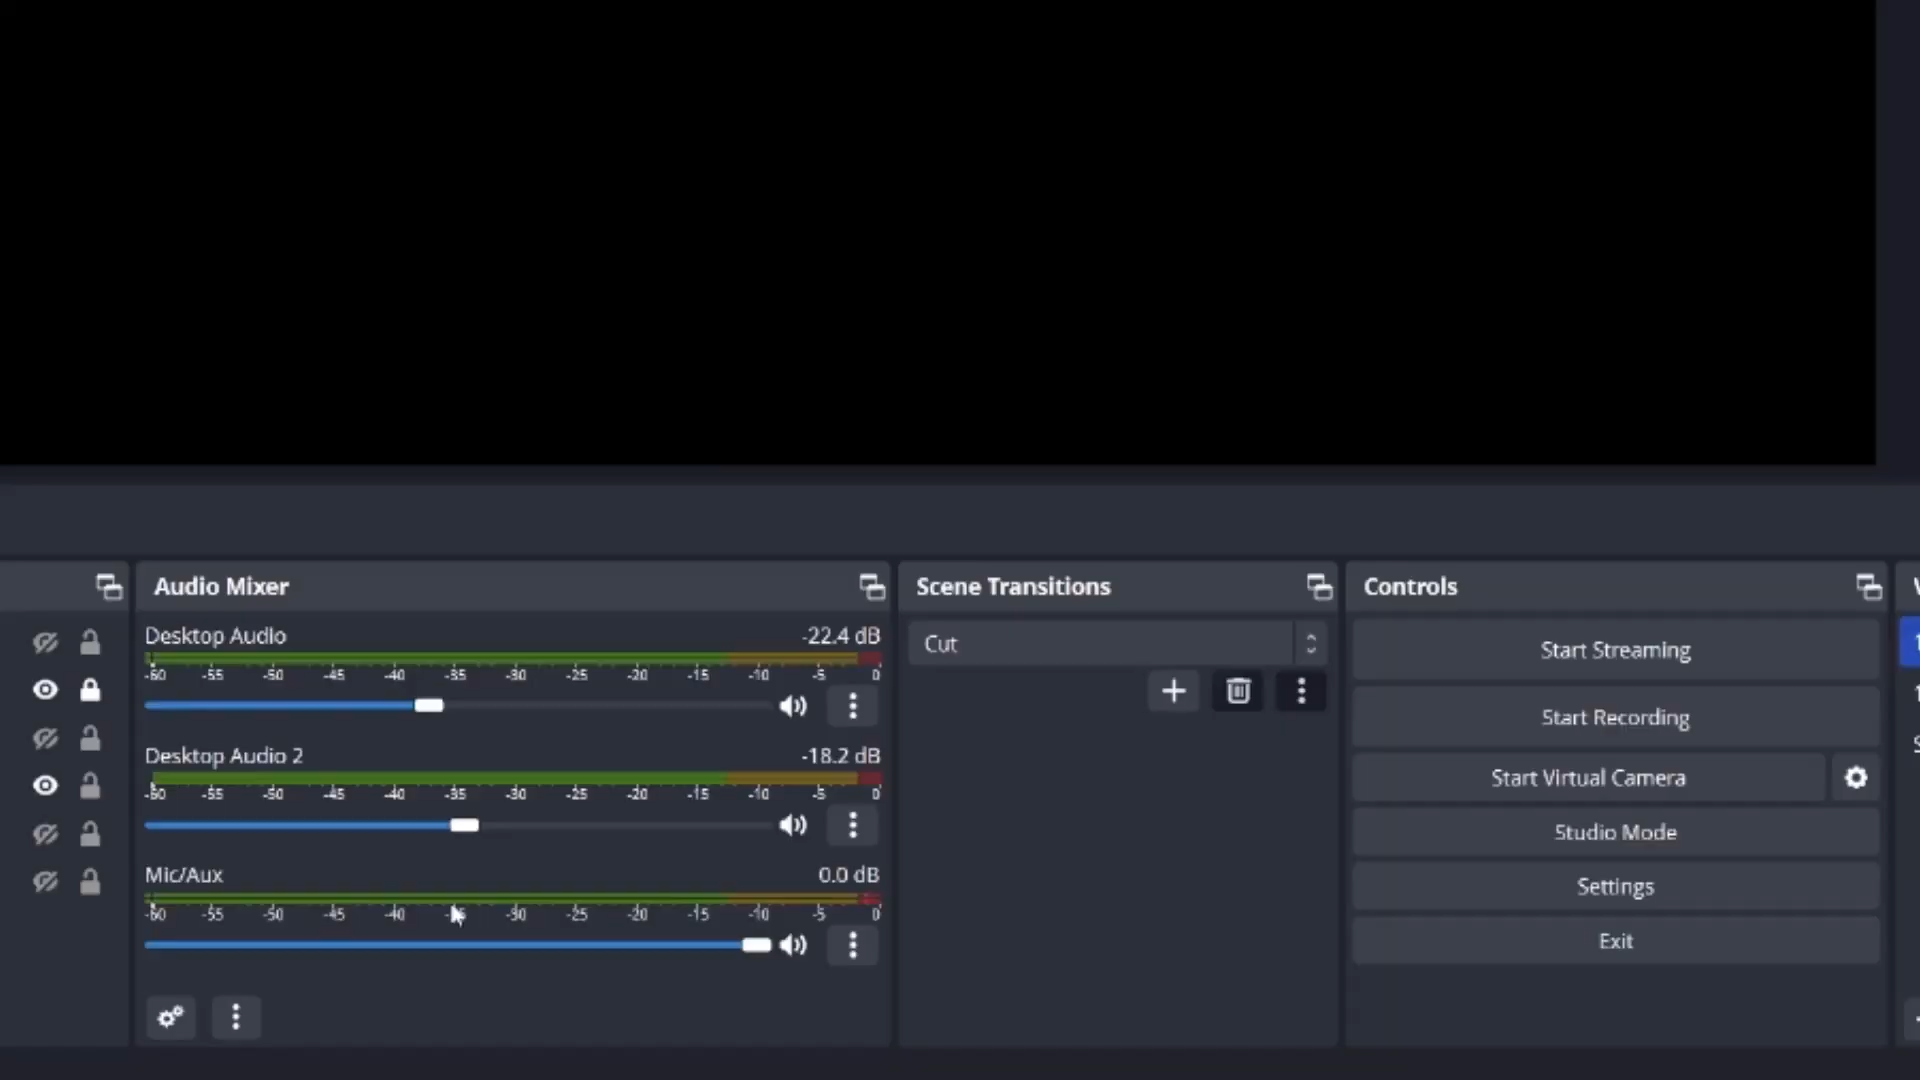 Audio Mixer
Desktop Audio
-22.4 dB
-60 -55 -50 -45 -40 -35 -30 -25 -20 -15 -10 -5 0
Desktop Audio 2
-18.2 dB
-60 -55 -50 -45 -40 -35 -30 -25 -20 -15 -10 -5 0
Mic/Aux
0.0 dB
-60 -55 -50 -45 -40 -35 -30 -25 -20 -15 -10 -5 0
Scene Transitions
Cut
Controls
Start Streaming
Start Recording
Start Virtual Camera
Studio Mode
Settings
Exit